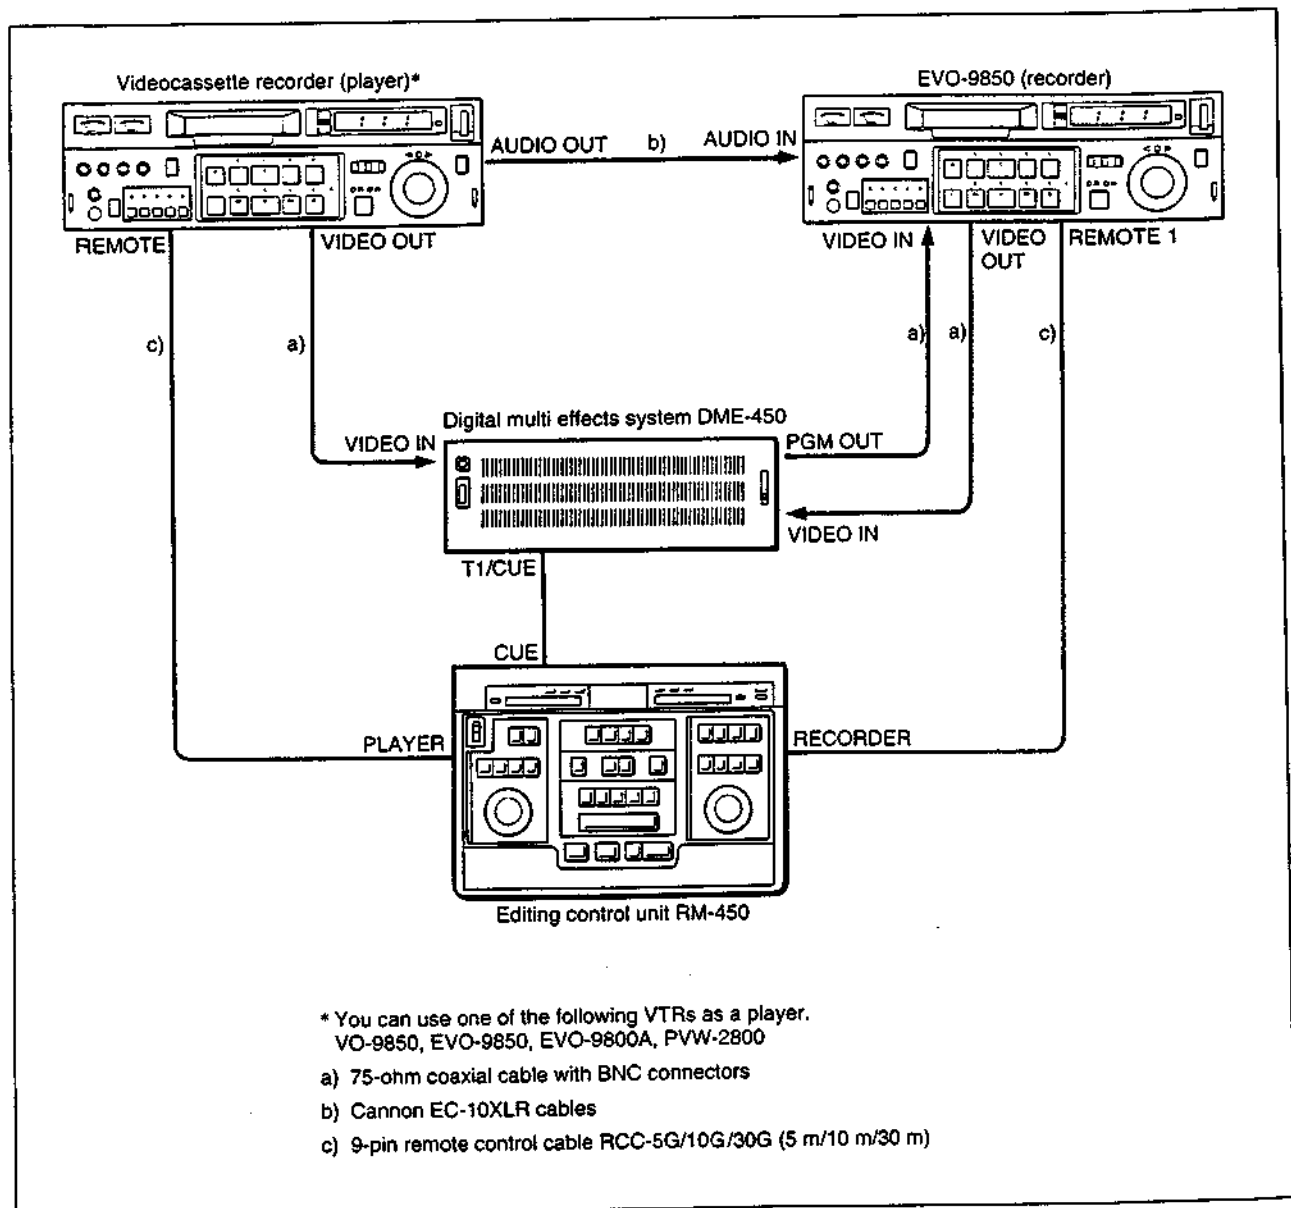 Videocassette recorder (player)*
EVO-9850 (recorder)
AUDIO OUT b) AUDIO IN
REMOTE VIDEO OUT
VIDEO IN VIDEO OUT REMOTE 1
c) a) a) a) c)
Digital multi effects system DME-450
VIDEO IN PGM OUT
VIDEO IN
T1/CUE
CUE
PLAYER RECORDER
Editing control unit RM-450
* You can use one of the following VTRs as a player.
VO-9850, EVO-9850, EVO-9800A, PVW-2800
a) 75-ohm coaxial cable with BNC connectors
b) Cannon EC-10XLR cables
c) 9-pin remote control cable RCC-5G/10G/30G (5 m/10 m/30 m)